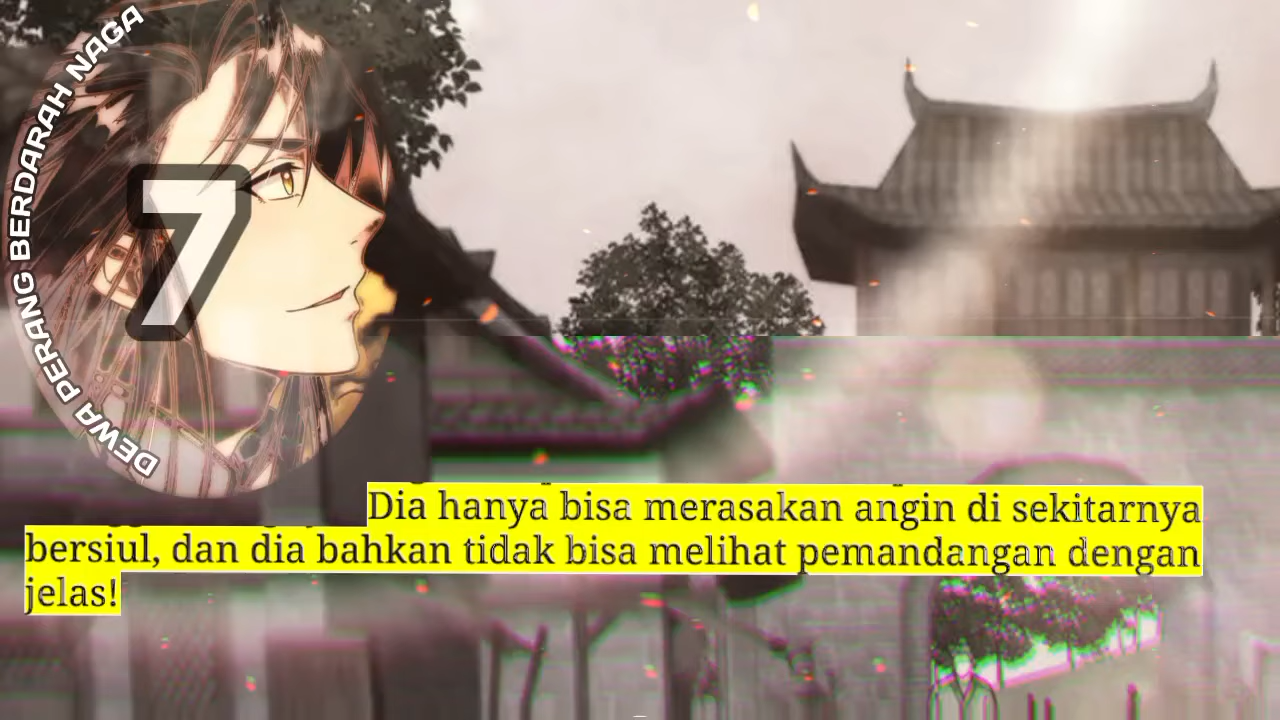 DEWA PERANG BERDARAH NAGA
7
Dia hanya bisa merasakan angin di sekitarnya
bersiul, dan dia bahkan tidak bisa melihat pemandangan dengan
jelas!